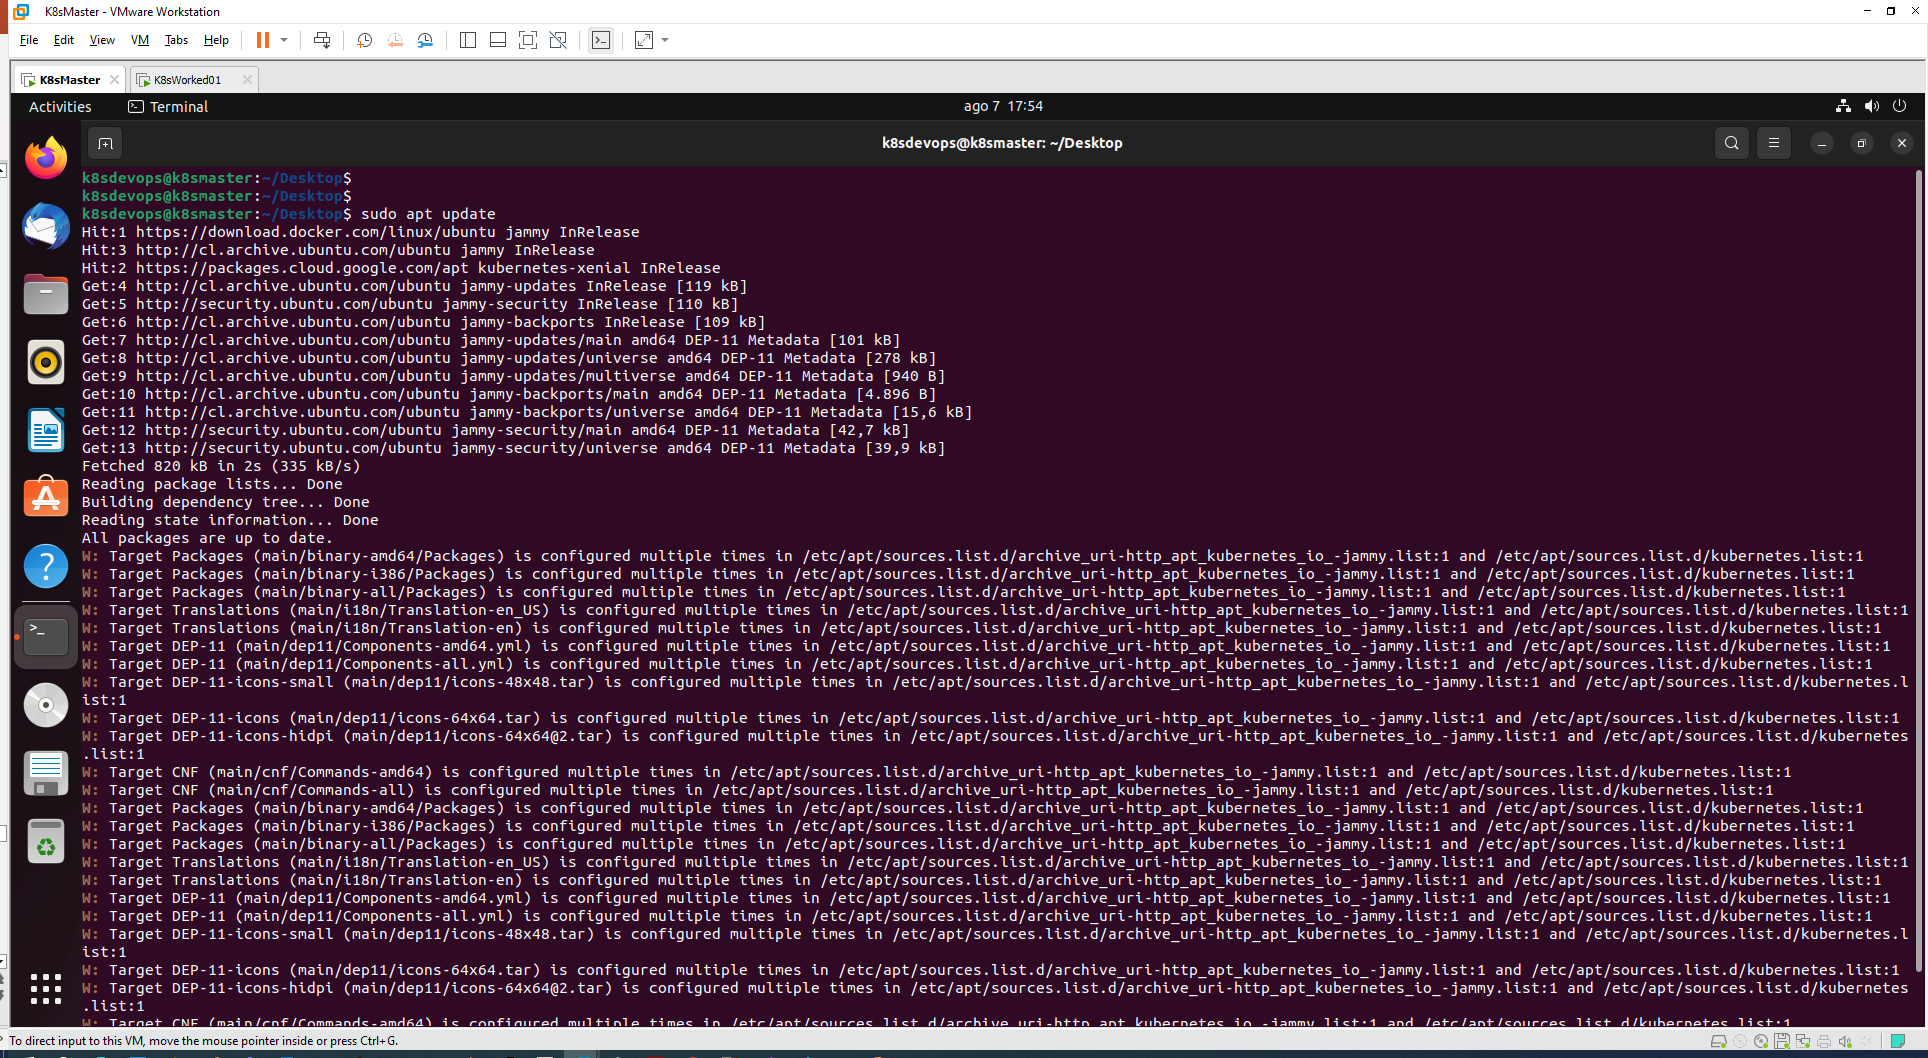 K8sMaster - VMware Workstation
File Edit View VM Tabs Help
K8sMaster
K8sWorked01
Activities
Terminal
ago 7 17:54
k8sdevops@k8smaster: ~/Desktop
k8sdevops@k8smaster:~/Desktop$
k8sdevops@k8smaster:~/Desktop$
k8sdevops@k8smaster:~/Desktop$ sudo apt update
Hit:1 https://download.docker.com/linux/ubuntu jammy InRelease
Hit:3 http://cl.archive.ubuntu.com/ubuntu jammy InRelease
Hit:2 https://packages.cloud.google.com/apt kubernetes-xenial InRelease
Get:4 http://cl.archive.ubuntu.com/ubuntu jammy-updates InRelease [119 kB]
Get:5 http://security.ubuntu.com/ubuntu jammy-security InRelease [110 kB]
Get:6 http://cl.archive.ubuntu.com/ubuntu jammy-backports InRelease [109 kB]
Get:7 http://cl.archive.ubuntu.com/ubuntu jammy-updates/main amd64 DEP-11 Metadata [101 kB]
Get:8 http://cl.archive.ubuntu.com/ubuntu jammy-updates/universe amd64 DEP-11 Metadata [278 kB]
Get:9 http://cl.archive.ubuntu.com/ubuntu jammy-updates/multiverse amd64 DEP-11 Metadata [940 B]
Get:10 http://cl.archive.ubuntu.com/ubuntu jammy-backports/main amd64 DEP-11 Metadata [4.896 B]
Get:11 http://cl.archive.ubuntu.com/ubuntu jammy-backports/universe amd64 DEP-11 Metadata [15,6 kB]
Get:12 http://security.ubuntu.com/ubuntu jammy-security/main amd64 DEP-11 Metadata [42,7 kB]
Get:13 http://security.ubuntu.com/ubuntu jammy-security/universe amd64 DEP-11 Metadata [39,9 kB]
Fetched 820 kB in 2s (335 kB/s)
Reading package lists... Done
Building dependency tree... Done
Reading state information... Done
All packages are up to date.
W: Target Packages (main/binary-amd64/Packages) is configured multiple times in /etc/apt/sources.list.d/archive_uri-http_apt_kubernetes_io_-jammy.list:1 and /etc/apt/sources.list.d/kubernetes.list:1
W: Target Packages (main/binary-i386/Packages) is configured multiple times in /etc/apt/sources.list.d/archive_uri-http_apt_kubernetes_io_-jammy.list:1 and /etc/apt/sources.list.d/kubernetes.list:1
W: Target Packages (main/binary-all/Packages) is configured multiple times in /etc/apt/sources.list.d/archive_uri-http_apt_kubernetes_io_-jammy.list:1 and /etc/apt/sources.list.d/kubernetes.list:1
W: Target Translations (main/i18n/Translation-en_US) is configured multiple times in /etc/apt/sources.list.d/archive_uri-http_apt_kubernetes_io_-jammy.list:1 and /etc/apt/sources.list.d/kubernetes.list:1
W: Target Translations (main/i18n/Translation-en) is configured multiple times in /etc/apt/sources.list.d/archive_uri-http_apt_kubernetes_io_-jammy.list:1 and /etc/apt/sources.list.d/kubernetes.list:1
W: Target DEP-11 (main/dep11/Components-amd64.yml) is configured multiple times in /etc/apt/sources.list.d/archive_uri-http_apt_kubernetes_io_-jammy.list:1 and /etc/apt/sources.list.d/kubernetes.list:1
W: Target DEP-11 (main/dep11/Components-all.yml) is configured multiple times in /etc/apt/sources.list.d/archive_uri-http_apt_kubernetes_io_-jammy.list:1 and /etc/apt/sources.list.d/kubernetes.list:1
W: Target DEP-11-icons-small (main/dep11/icons-48x48.tar) is configured multiple times in /etc/apt/sources.list.d/archive_uri-http_apt_kubernetes_io_-jammy.list:1 and /etc/apt/sources.list.d/kubernetes.l
ist:1
W: Target DEP-11-icons (main/dep11/icons-64x64.tar) is configured multiple times in /etc/apt/sources.list.d/archive_uri-http_apt_kubernetes_io_-jammy.list:1 and /etc/apt/sources.list.d/kubernetes.list:1
W: Target DEP-11-icons-hidpi (main/dep11/icons-64x64@2.tar) is configured multiple times in /etc/apt/sources.list.d/archive_uri-http_apt_kubernetes_io_-jammy.list:1 and /etc/apt/sources.list.d/kubernetes
.list:1
W: Target CNF (main/cnf/Commands-amd64) is configured multiple times in /etc/apt/sources.list.d/archive_uri-http_apt_kubernetes_io_-jammy.list:1 and /etc/apt/sources.list.d/kubernetes.list:1
W: Target CNF (main/cnf/Commands-all) is configured multiple times in /etc/apt/sources.list.d/archive_uri-http_apt_kubernetes_io_-jammy.list:1 and /etc/apt/sources.list.d/kubernetes.list:1
W: Target Packages (main/binary-amd64/Packages) is configured multiple times in /etc/apt/sources.list.d/archive_uri-http_apt_kubernetes_io_-jammy.list:1 and /etc/apt/sources.list.d/kubernetes.list:1
W: Target Packages (main/binary-i386/Packages) is configured multiple times in /etc/apt/sources.list.d/archive_uri-http_apt_kubernetes_io_-jammy.list:1 and /etc/apt/sources.list.d/kubernetes.list:1
W: Target Packages (main/binary-all/Packages) is configured multiple times in /etc/apt/sources.list.d/archive_uri-http_apt_kubernetes_io_-jammy.list:1 and /etc/apt/sources.list.d/kubernetes.list:1
W: Target Translations (main/i18n/Translation-en_US) is configured multiple times in /etc/apt/sources.list.d/archive_uri-http_apt_kubernetes_io_-jammy.list:1 and /etc/apt/sources.list.d/kubernetes.list:1
W: Target Translations (main/i18n/Translation-en) is configured multiple times in /etc/apt/sources.list.d/archive_uri-http_apt_kubernetes_io_-jammy.list:1 and /etc/apt/sources.list.d/kubernetes.list:1
W: Target DEP-11 (main/dep11/Components-amd64.yml) is configured multiple times in /etc/apt/sources.list.d/archive_uri-http_apt_kubernetes_io_-jammy.list:1 and /etc/apt/sources.list.d/kubernetes.list:1
W: Target DEP-11 (main/dep11/Components-all.yml) is configured multiple times in /etc/apt/sources.list.d/archive_uri-http_apt_kubernetes_io_-jammy.list:1 and /etc/apt/sources.list.d/kubernetes.list:1
W: Target DEP-11-icons-small (main/dep11/icons-48x48.tar) is configured multiple times in /etc/apt/sources.list.d/archive_uri-http_apt_kubernetes_io_-jammy.list:1 and /etc/apt/sources.list.d/kubernetes.l
ist:1
W: Target DEP-11-icons (main/dep11/icons-64x64.tar) is configured multiple times in /etc/apt/sources.list.d/archive_uri-http_apt_kubernetes_io_-jammy.list:1 and /etc/apt/sources.list.d/kubernetes.list:1
W: Target DEP-11-icons-hidpi (main/dep11/icons-64x64@2.tar) is configured multiple times in /etc/apt/sources.list.d/archive_uri-http_apt_kubernetes_io_-jammy.list:1 and /etc/apt/sources.list.d/kubernetes
.list:1
W: Target CNF (main/cnf/Commands-amd64) is configured multiple times in /etc/apt/sources.list.d/archive_uri-http_apt_kubernetes_io_-jammy.list:1 and /etc/apt/sources.list.d/kubernetes.list:1
To direct input to this VM, move the mouse pointer inside or press Ctrl+G.